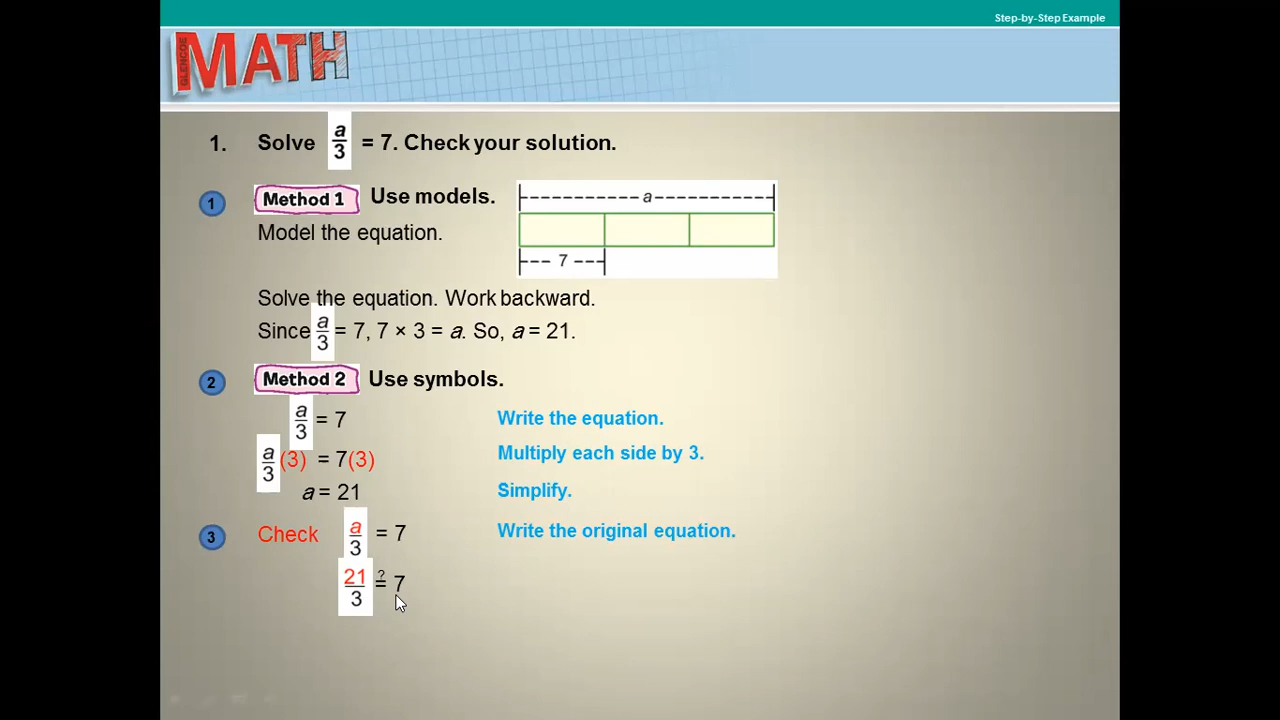 Step-by-Step Example
GLENCOE MATH
1. Solve a/3 = 7. Check your solution.
1 Method 1 Use models.
a
Model the equation.
7
Solve the equation. Work backward.
Since a/3 = 7, 7 × 3 = a. So, a = 21.
2 Method 2 Use symbols.
a/3 = 7 Write the equation.
a/3 (3) = 7(3) Multiply each side by 3.
a = 21 Simplify.
3 Check a/3 = 7 Write the original equation.
21/3 ?= 7